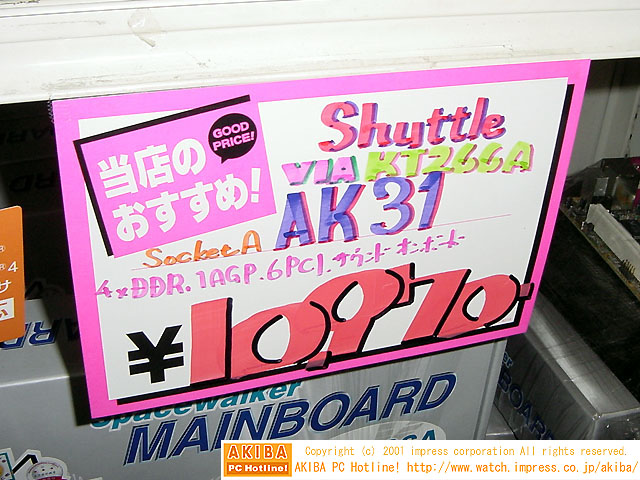 当店の
おすすめ!
GOOD
PRICE!
Shuttle
VIA KT266A
AK31
Socket A
4xDDR.1AGP.6PCI.サウンドオンボード
¥10,970-
4
Spacewalker
MAINBOARD
AKIBA
PC Hotline!
Copyright (c) 2001 impress corporation All rights reserved.
AKIBA PC Hotline! http://www.watch.impress.co.jp/akiba/